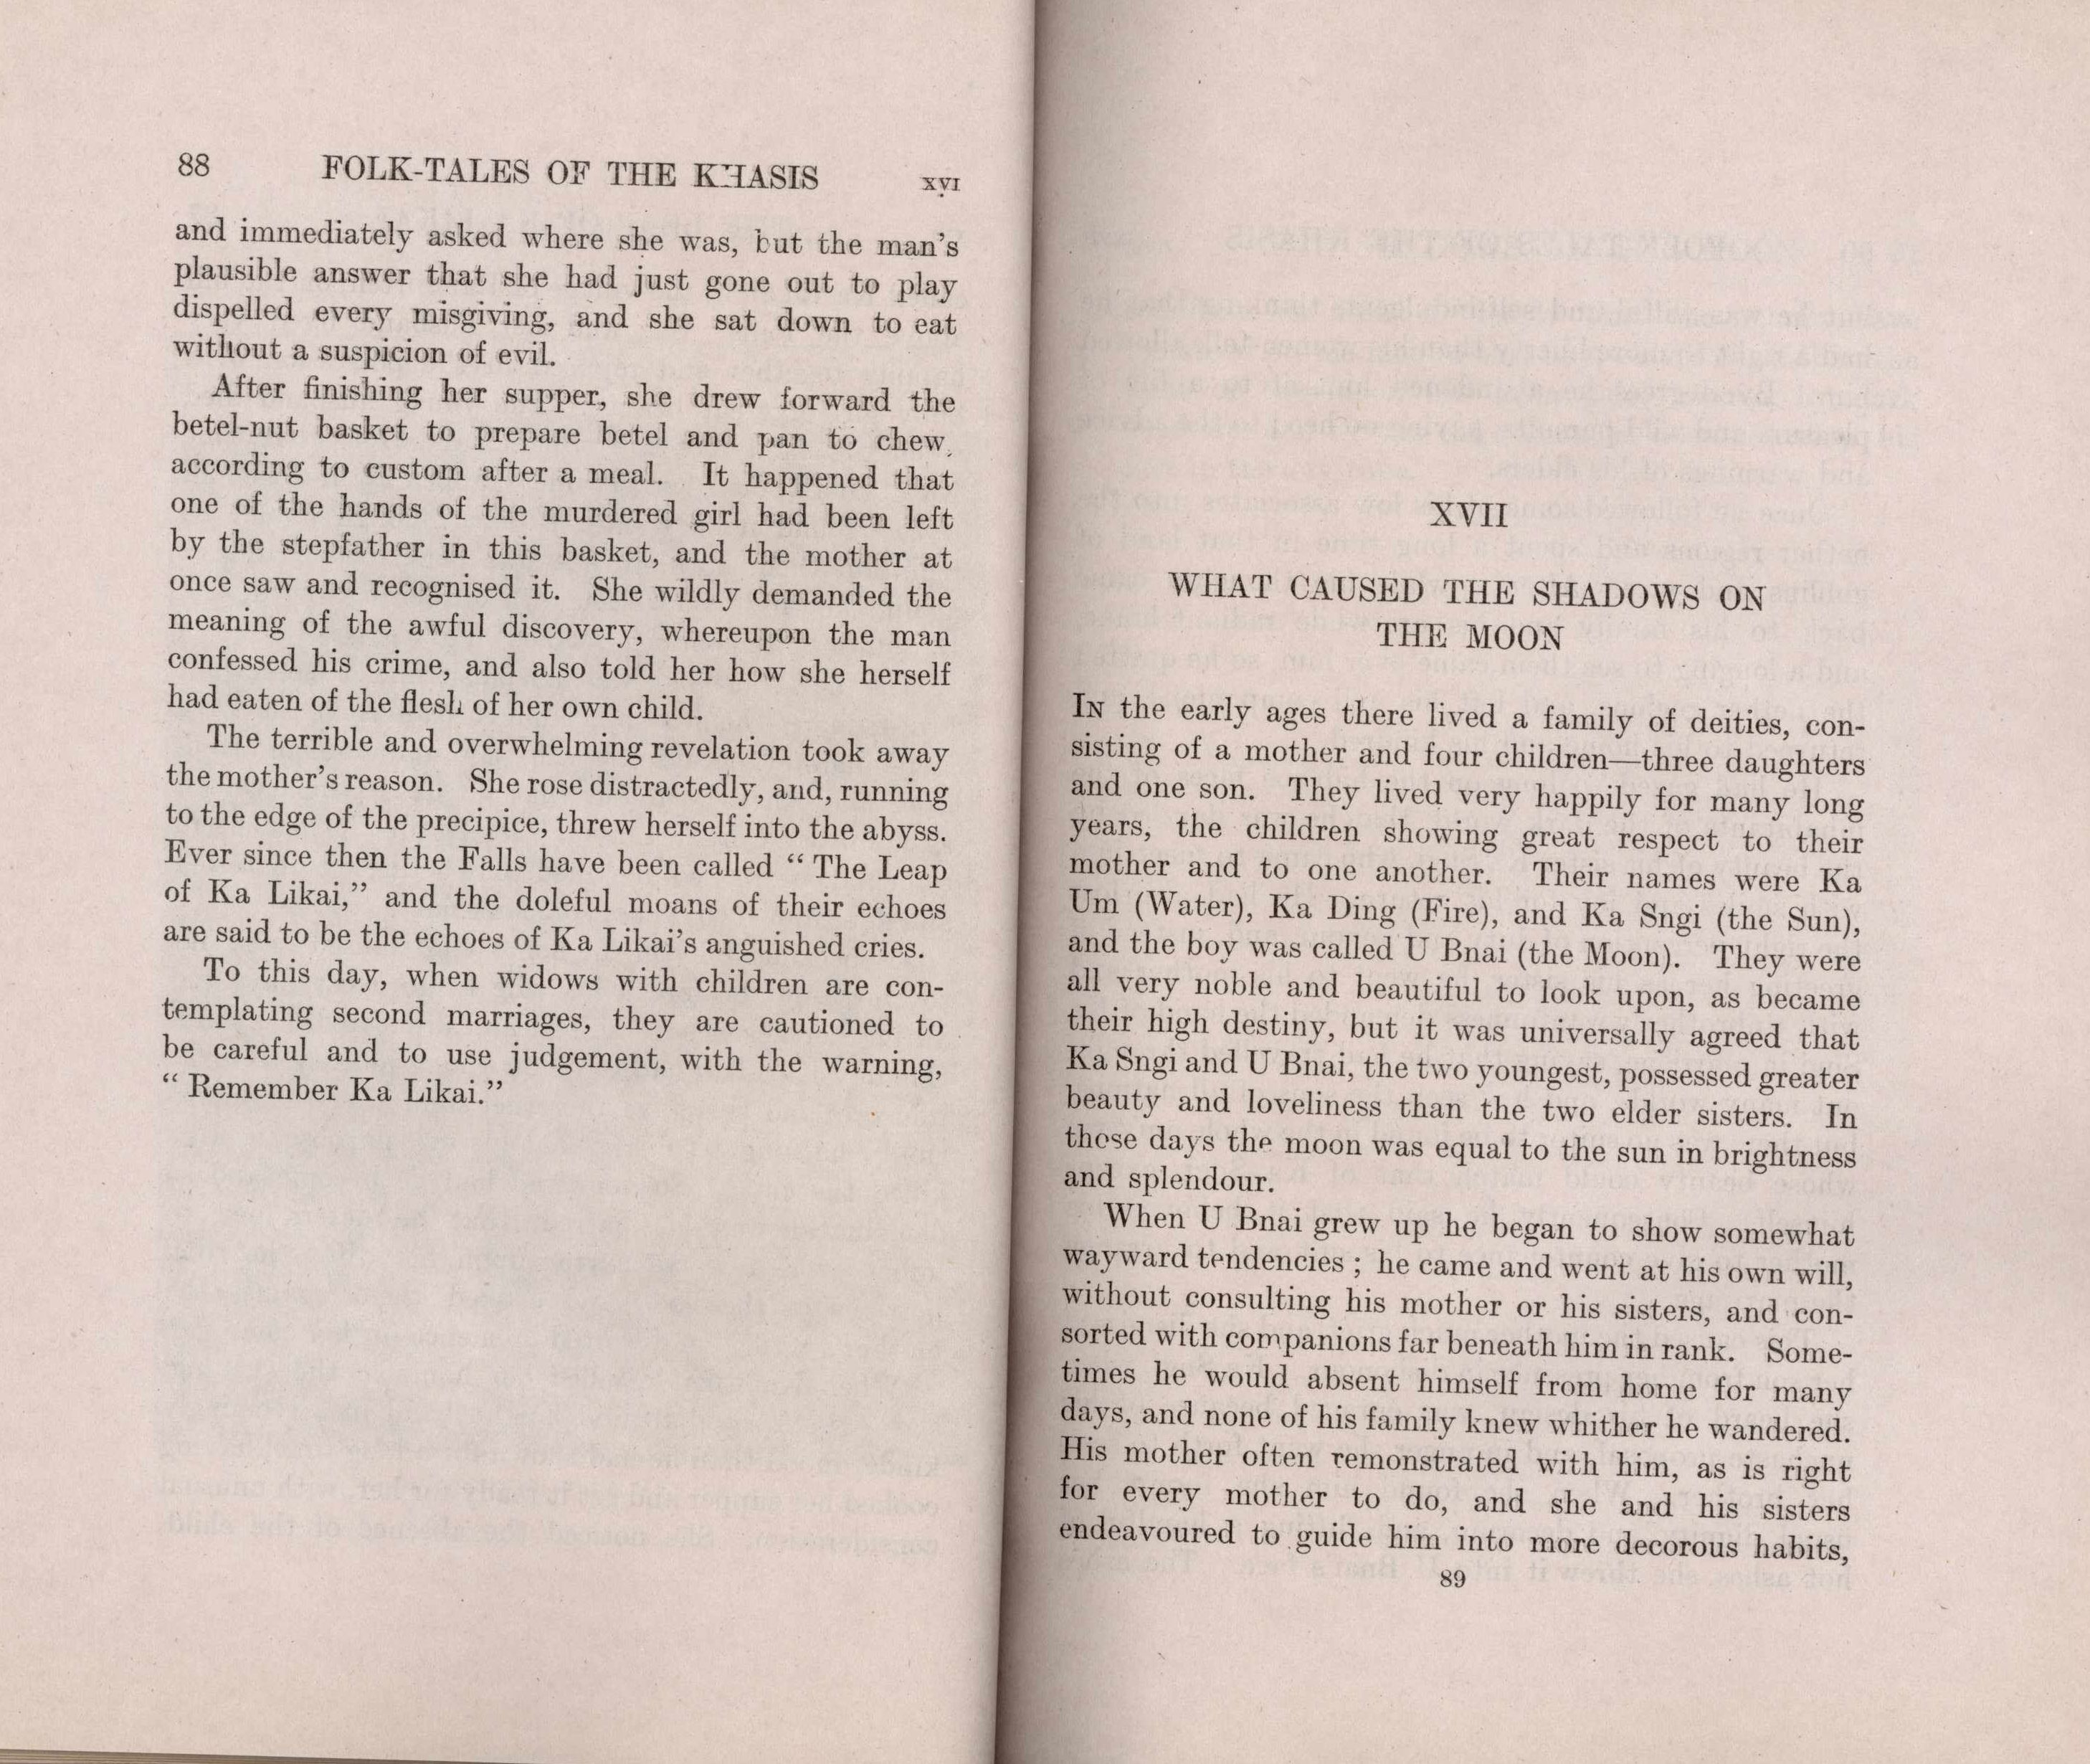 88 FOLK-TALES OF THE KHASIS XVI
and immediately asked where she was, but the man's
plausible answer that she had just gone out to play
dispelled every misgiving, and she sat down to eat
without a suspicion of evil.
After finishing her supper, she drew forward the
betel-nut basket to prepare betel and pan to chew,
according to custom after a meal. It happened that
one of the hands of the murdered girl had been left
by the stepfather in this basket, and the mother at
once saw and recognised it. She wildly demanded the
meaning of the awful discovery, whereupon the man
confessed his crime, and also told her how she herself
had eaten of the flesh of her own child.
The terrible and overwhelming revelation took away
the mother's reason. She rose distractedly, and, running
to the edge of the precipice, threw herself into the abyss.
Ever since then the Falls have been called “ The Leap
of Ka Likai,” and the doleful moans of their echoes
are said to be the echoes of Ka Likai's anguished cries.
To this day, when widows with children are con-
templating second marriages, they are cautioned to
be careful and to use judgement, with the warning,
“ Remember Ka Likai.”
XVII
WHAT CAUSED THE SHADOWS ON
THE MOON
In the early ages there lived a family of deities, con-
sisting of a mother and four children—three daughters
and one son. They lived very happily for many long
years, the children showing great respect to their
mother and to one another. Their names were Ka
Um (Water), Ka Ding (Fire), and Ka Sngi (the Sun),
and the boy was called U Bnai (the Moon). They were
all very noble and beautiful to look upon, as became
their high destiny, but it was universally agreed that
Ka Sngi and U Bnai, the two youngest, possessed greater
beauty and loveliness than the two elder sisters. In
those days the moon was equal to the sun in brightness
and splendour.
When U Bnai grew up he began to show somewhat
wayward tendencies ; he came and went at his own will,
without consulting his mother or his sisters, and con-
sorted with companions far beneath him in rank. Some-
times he would absent himself from home for many
days, and none of his family knew whither he wandered.
His mother often remonstrated with him, as is right
for every mother to do, and she and his sisters
endeavoured to guide him into more decorous habits,
89